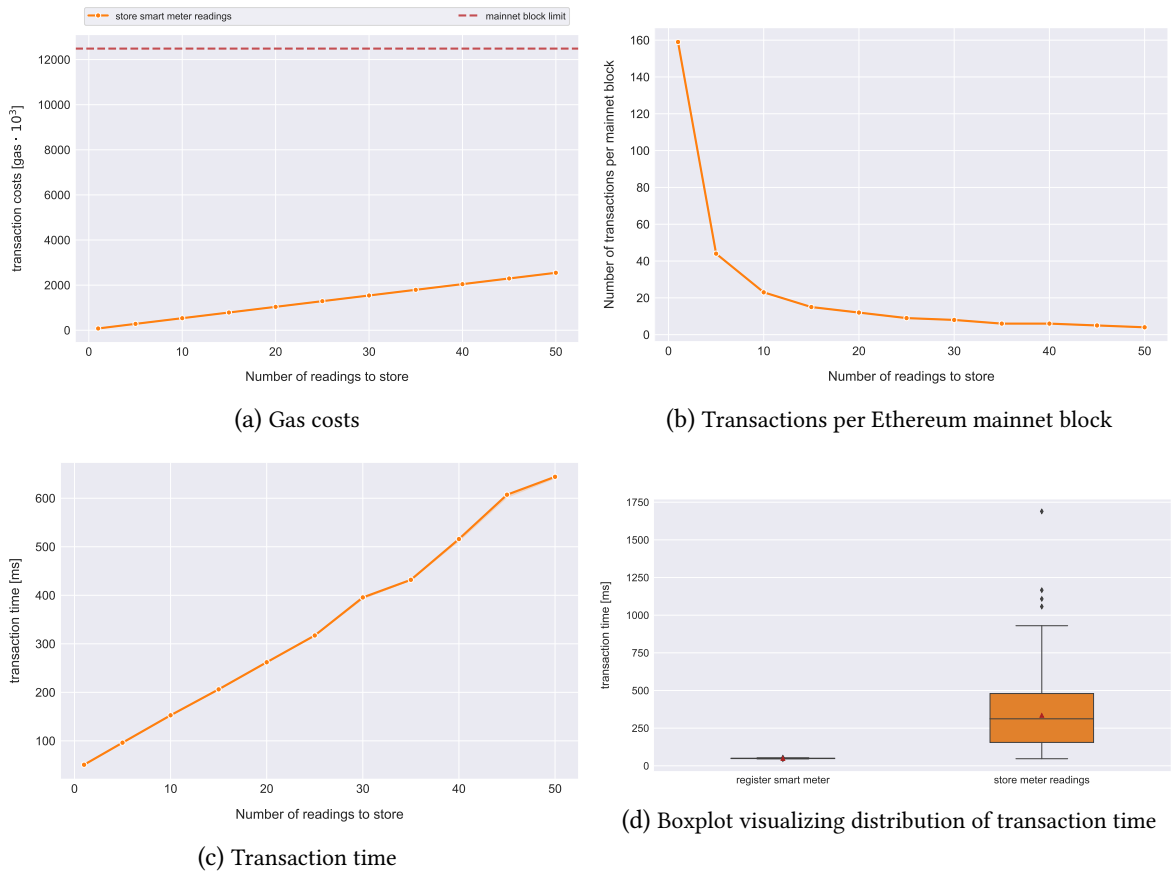 store smart meter readings
mainnet block limit
transaction costs [gas · 10³]
12000
10000
8000
6000
4000
2000
0
0 10 20 30 40 50
Number of readings to store
(a) Gas costs
Number of transactions per mainnet block
160
140
120
100
80
60
40
20
0
0 10 20 30 40 50
Number of readings to store
(b) Transactions per Ethereum mainnet block
transaction time [ms]
600
500
400
300
200
100
0 10 20 30 40 50
Number of readings to store
(c) Transaction time
transaction time [ms]
1750
1500
1250
1000
750
500
250
0
register smart meter
store meter readings
(d) Boxplot visualizing distribution of transaction time